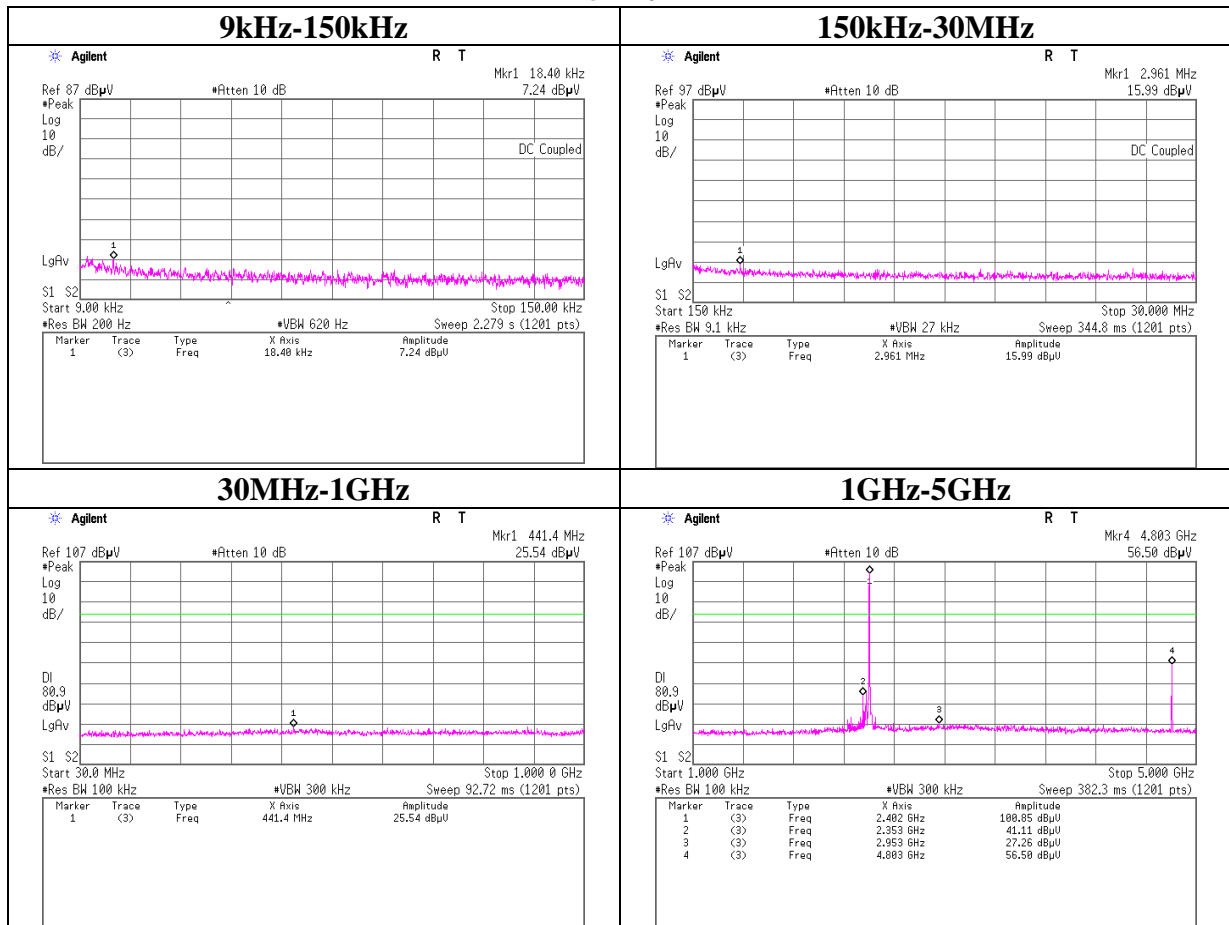 9kHz-150kHz
Agilent R T
Mkr1 18.40 kHz
Ref 87 dBµV #Atten 10 dB 7.24 dBµV
#Peak
Log
10
dB/
DC Coupled
1
LgAv
S1 S2
Start 9.00 kHz Stop 150.00 kHz
#Res BW 200 Hz #VBW 620 Hz Sweep 2.279 s (1201 pts)
Marker Trace Type X Axis Amplitude
1 (3) Freq 18.40 kHz 7.24 dBµV
150kHz-30MHz
Agilent R T
Mkr1 2.961 MHz
Ref 97 dBµV #Atten 10 dB 15.99 dBµV
#Peak
Log
10
dB/
DC Coupled
1
LgAv
S1 S2
Start 150 kHz Stop 30.000 MHz
#Res BW 9.1 kHz #VBW 27 kHz Sweep 344.8 ms (1201 pts)
Marker Trace Type X Axis Amplitude
1 (3) Freq 2.961 MHz 15.99 dBµV
30MHz-1GHz
Agilent R T
Mkr1 441.4 MHz
Ref 107 dBµV #Atten 10 dB 25.54 dBµV
#Peak
Log
10
dB/
DI
80.9
dBµV
1
LgAv
S1 S2
Start 30.0 MHz Stop 1.000 0 GHz
#Res BW 100 kHz #VBW 300 kHz Sweep 92.72 ms (1201 pts)
Marker Trace Type X Axis Amplitude
1 (3) Freq 441.4 MHz 25.54 dBµV
1GHz-5GHz
Agilent R T
Mkr4 4.803 GHz
Ref 107 dBµV #Atten 10 dB 56.50 dBµV
#Peak
Log
10
dB/
1
4
DI
80.9
2
dBµV
3
LgAv
S1 S2
Start 1.000 GHz Stop 5.000 GHz
#Res BW 100 kHz #VBW 300 kHz Sweep 382.3 ms (1201 pts)
Marker Trace Type X Axis Amplitude
1 (3) Freq 2.402 GHz 100.85 dBµV
2 (3) Freq 2.353 GHz 41.11 dBµV
3 (3) Freq 2.953 GHz 27.26 dBµV
4 (3) Freq 4.803 GHz 56.50 dBµV